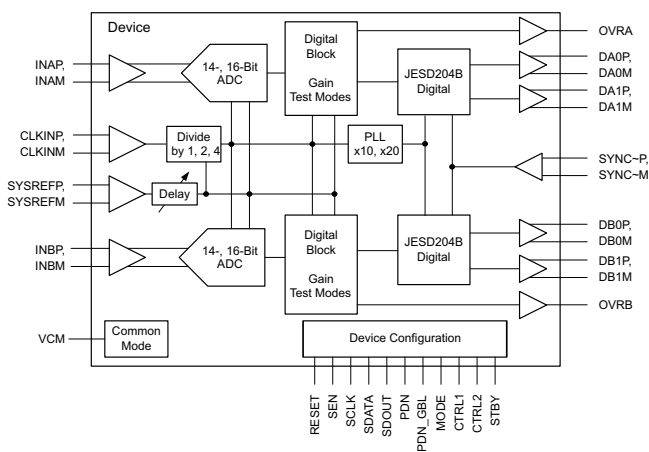 Device
OVRA
INAP,
INAM
14-, 16-Bit
ADC
Digital
Block
Gain
Test Modes
JESD204B
Digital
DA0P,
DA0M
DA1P,
DA1M
CLKINP,
CLKINM
Divide
by 1, 2, 4
PLL
x10, x20
SYNC~P,
SYNC~M
SYSREFP,
SYSREFM
Delay
INBP,
INBM
14-, 16-Bit
ADC
Digital
Block
Gain
Test Modes
JESD204B
Digital
DB0P,
DB0M
DB1P,
DB1M
OVRB
VCM
Common
Mode
Device Configuration
RESET
SEN
SCLK
SDATA
SDOUT
PDN
PDN_GBL
MODE
CTRL1
CTRL2
STBY